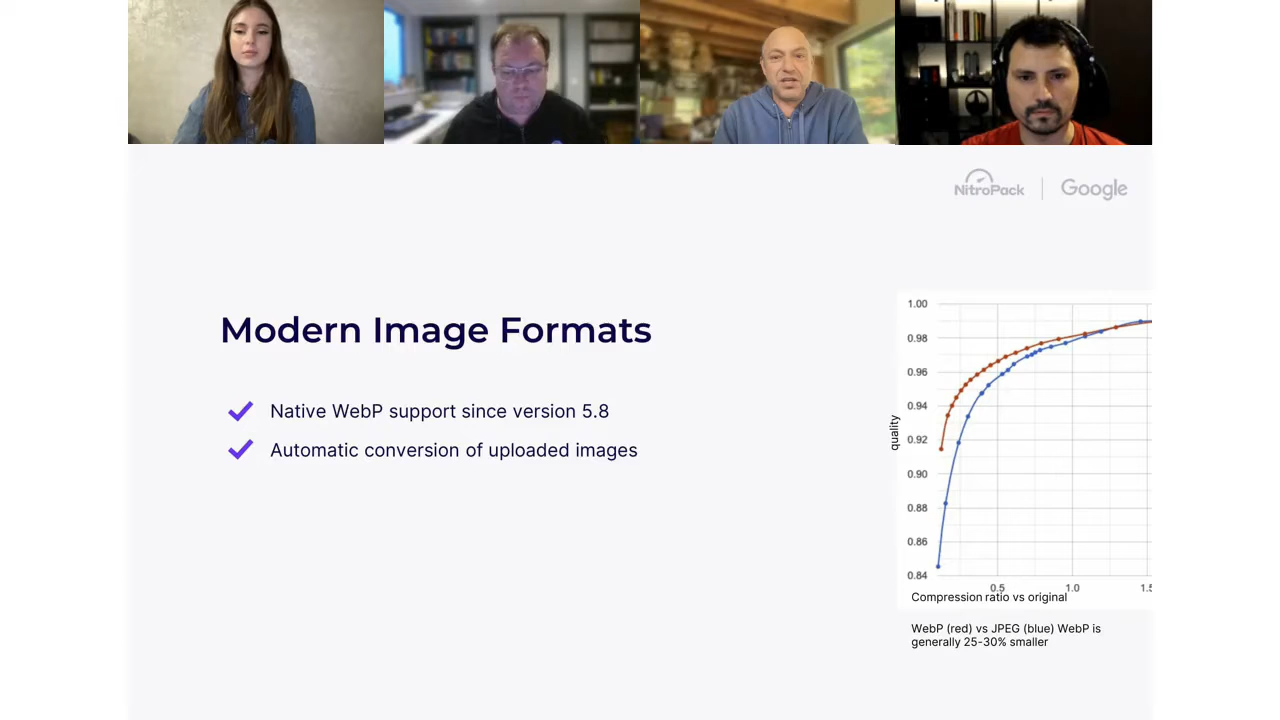 NitroPack | Google
Modern Image Formats
Native WebP support since version 5.8
Automatic conversion of uploaded images
1.00
0.98
0.96
0.94
0.92
0.90
0.88
0.86
0.84
quality
0.5 1.0 1.5
Compression ratio vs original
WebP (red) vs JPEG (blue) WebP is
generally 25-30% smaller